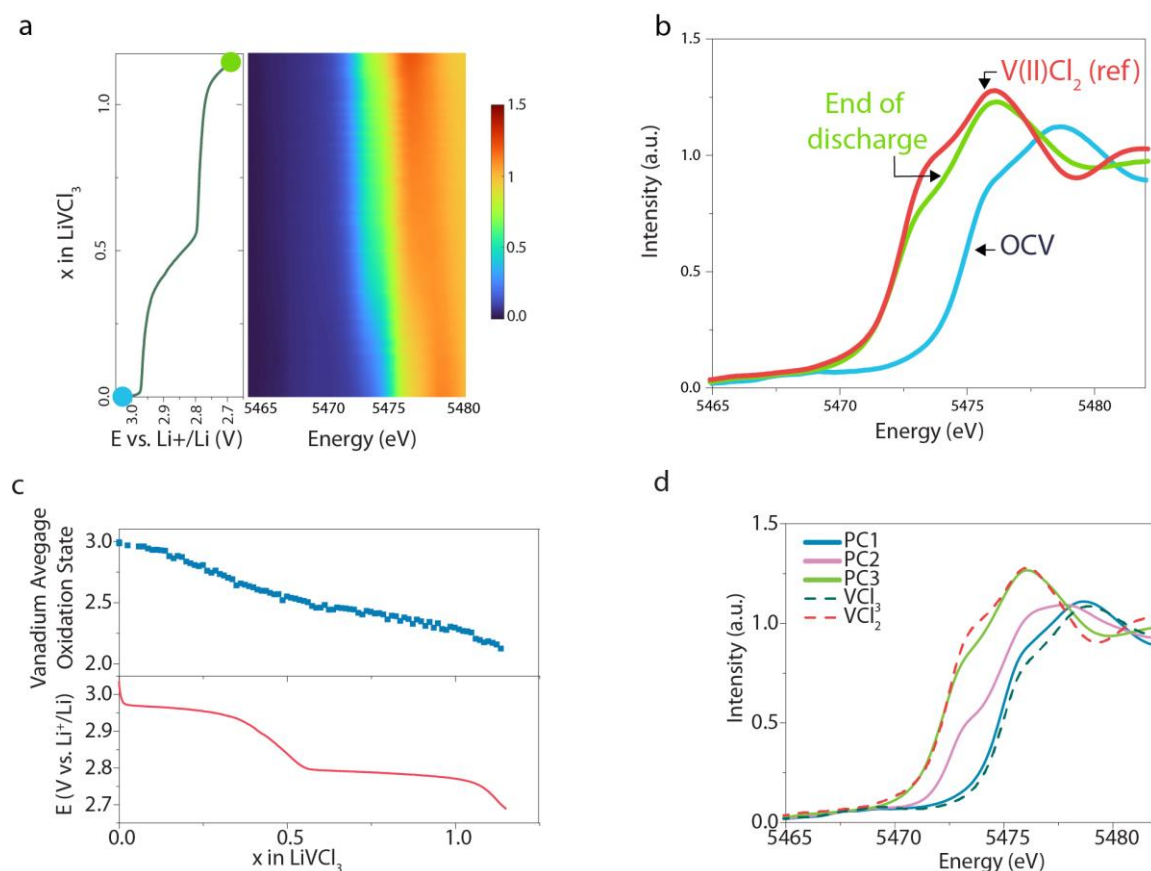 a
x in LiVCl3
1.0
0.5
0.0
3.0
2.9
2.8
2.7
E vs. Li+/Li (V)
5465
5470
5475
5480
Energy (eV)
1.5
1
0.5
0.0
b
1.5
1.0
0.5
0.0
Intensity (a.u.)
V(II)Cl2 (ref)
End of
discharge
OCV
5465
5470
5475
5480
Energy (eV)
c
Vanadium Avegage
Oxidation State
3.0
2.5
2.0
E (V vs. Li+/Li)
3.0
2.9
2.8
2.7
0.0
0.5
1.0
x in LiVCl3
d
1.5
1.0
0.5
0.0
Intensity (a.u.)
PC1
PC2
PC3
VCl3
VCl2
5465
5470
5475
5480
Energy (eV)